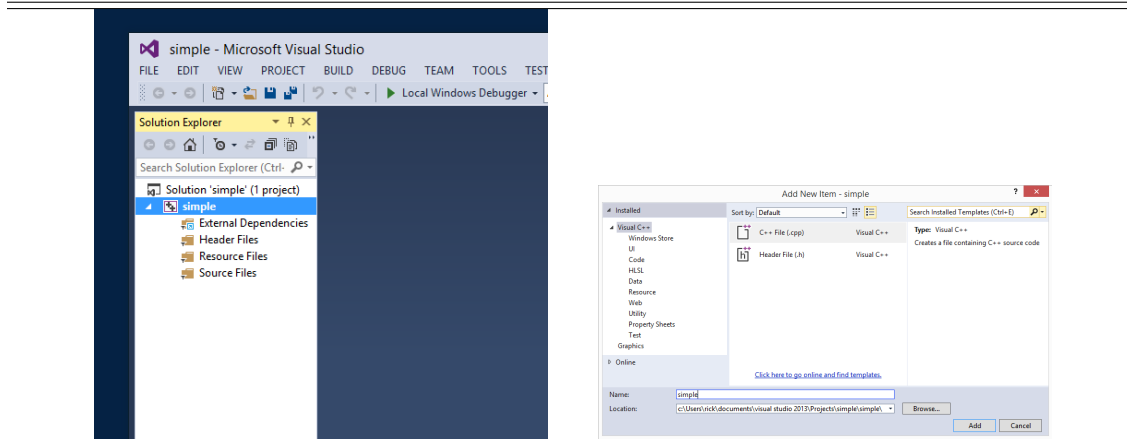 simple - Microsoft Visual Studio
FILE EDIT VIEW PROJECT BUILD DEBUG TEAM TOOLS TEST
Local Windows Debugger
Solution Explorer
Search Solution Explorer (Ctrl-
Solution 'simple' (1 project)
simple
External Dependencies
Header Files
Resource Files
Source Files
Add New Item - simple
Installed
Sort by: Default
Search Installed Templates (Ctrl+E)
Visual C++
Windows Store
UI
Code
HLSL
Data
Resource
Web
Utility
Property Sheets
Test
Graphics
Online
C++ File (.cpp) Visual C++
Header File (.h) Visual C++
Type: Visual C++
Creates a file containing C++ source code
Click here to go online and find templates.
Name: simple
Location: c:\Users\rick\documents\visual studio 2013\Projects\simple\simple\
Browse...
Add Cancel